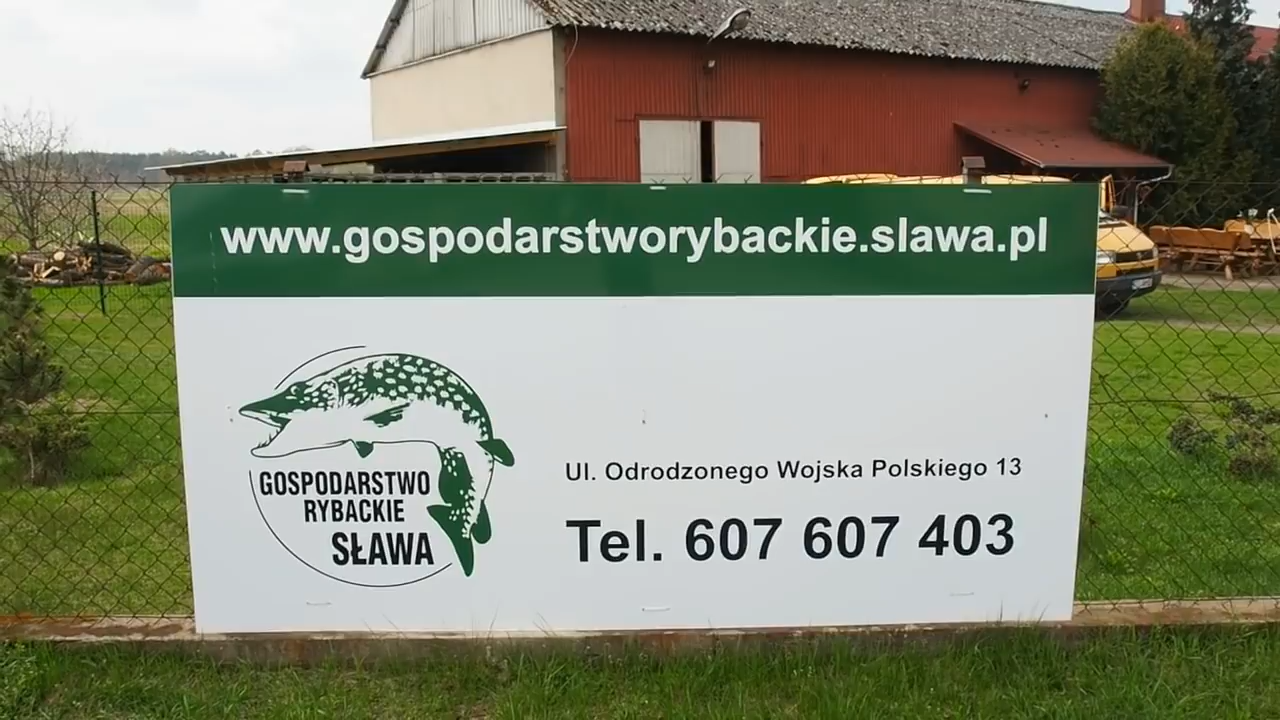 www.gospodarstworybackie.slawa.pl
GOSPODARSTWO
RYBACKIE
SŁAWA
Ul. Odrodzonego Wojska Polskiego 13
Tel. 607 607 403